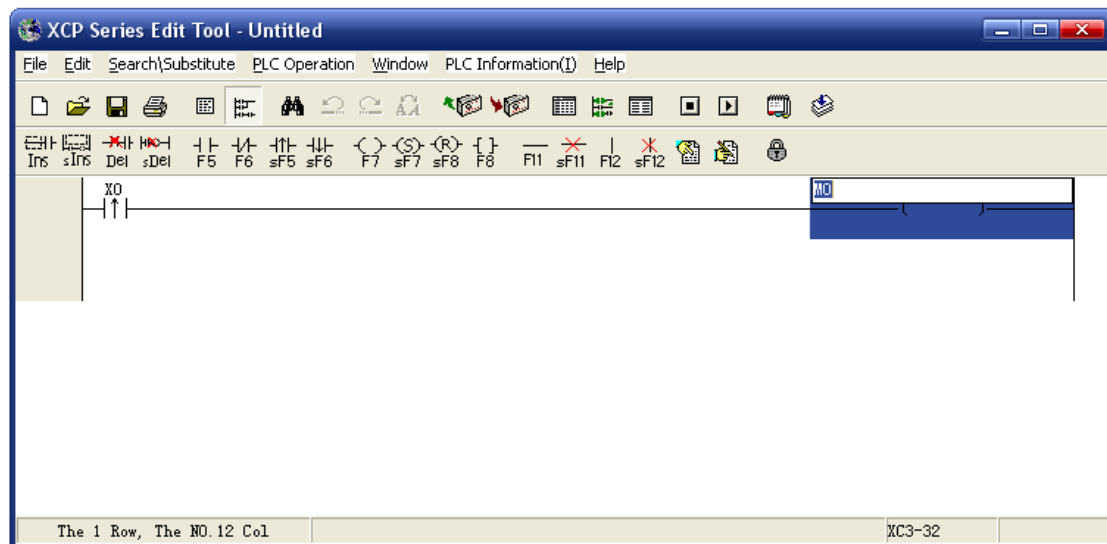 XCP Series Edit Tool - Untitled
File Edit Search\Substitute PLC Operation Window PLC Information(I) Help
Ins sIns Del sDel F5 F6 sF5 sF6 F7 sF7 sF8 F8 F11 sF11 F12 sF12
X0 M0
The 1 Row, The NO.12 Col XC3-32